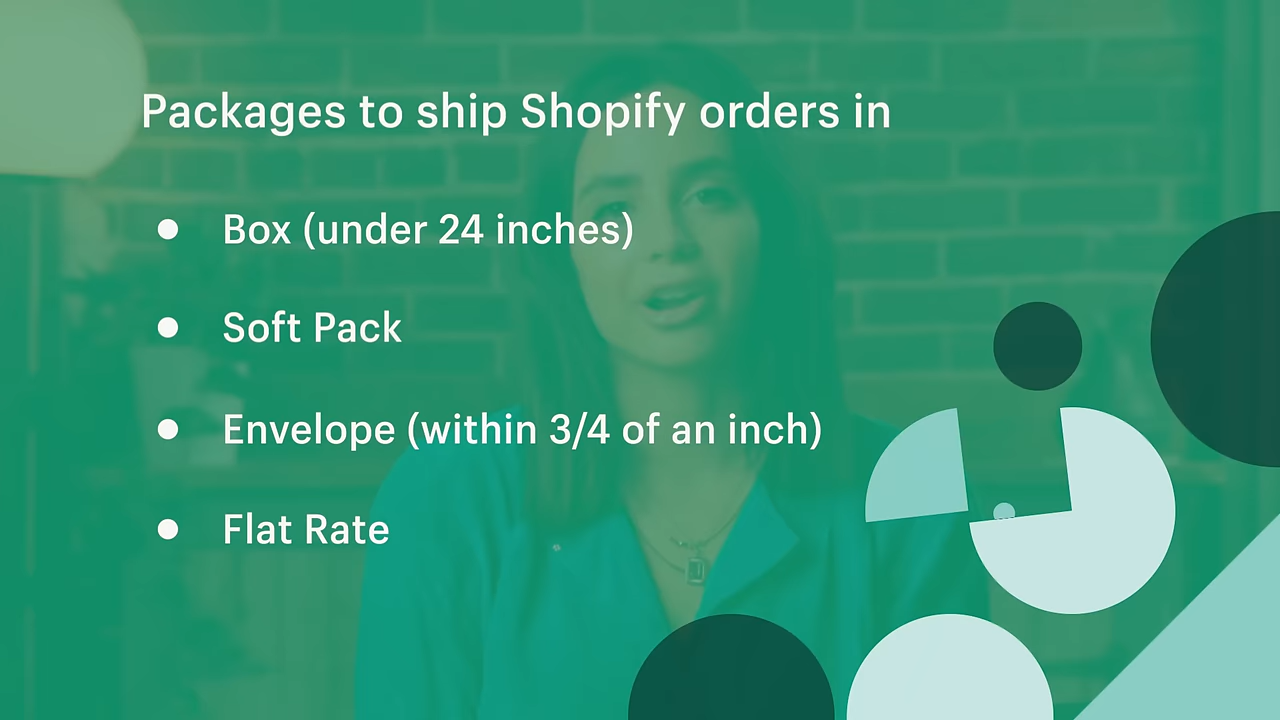 Packages to ship Shopify orders in
● Box (under 24 inches)
● Soft Pack
● Envelope (within 3/4 of an inch)
● Flat Rate